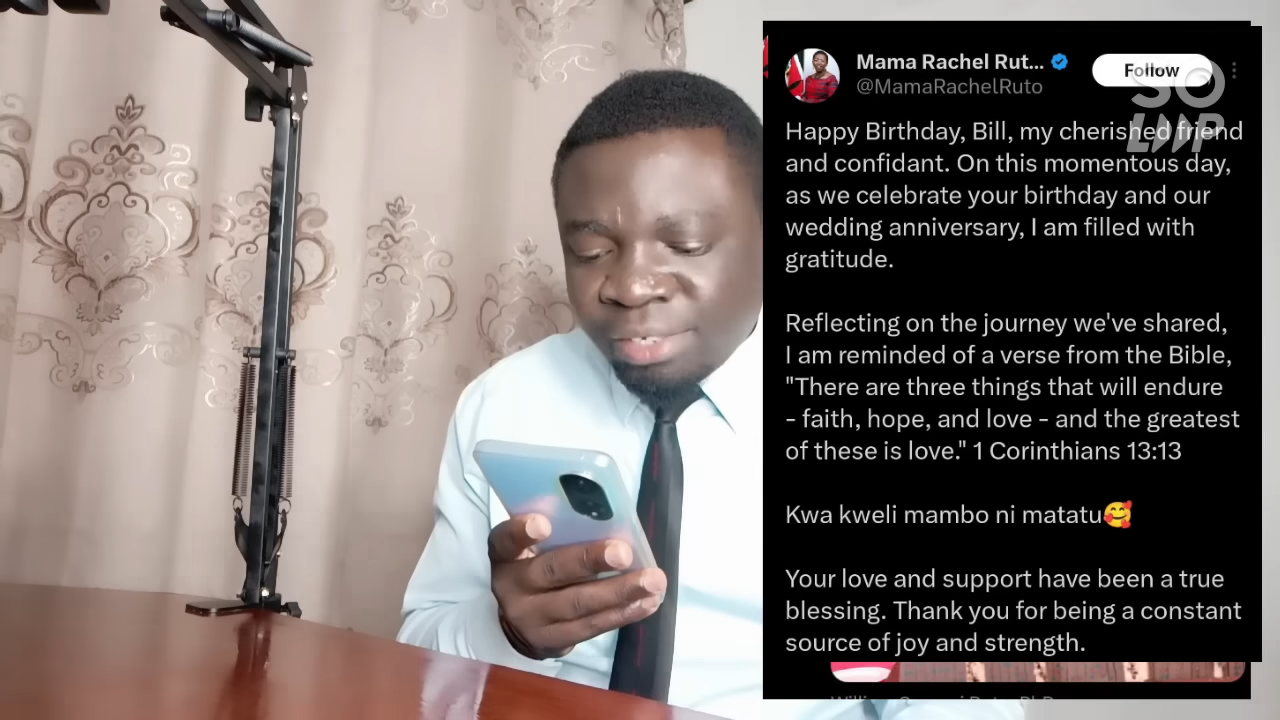 Mama Rachel Rut...
@MamaRachelRuto
Follow
SO
Happy Birthday, Bill, my cherished friend
and confidant. On this momentous day,
as we celebrate your birthday and our
wedding anniversary, I am filled with
gratitude.
Reflecting on the journey we've shared,
I am reminded of a verse from the Bible,
"There are three things that will endure
- faith, hope, and love - and the greatest
of these is love." 1 Corinthians 13:13
Kwa kweli mambo ni matatu🥰
Your love and support have been a true
blessing. Thank you for being a constant
source of joy and strength.